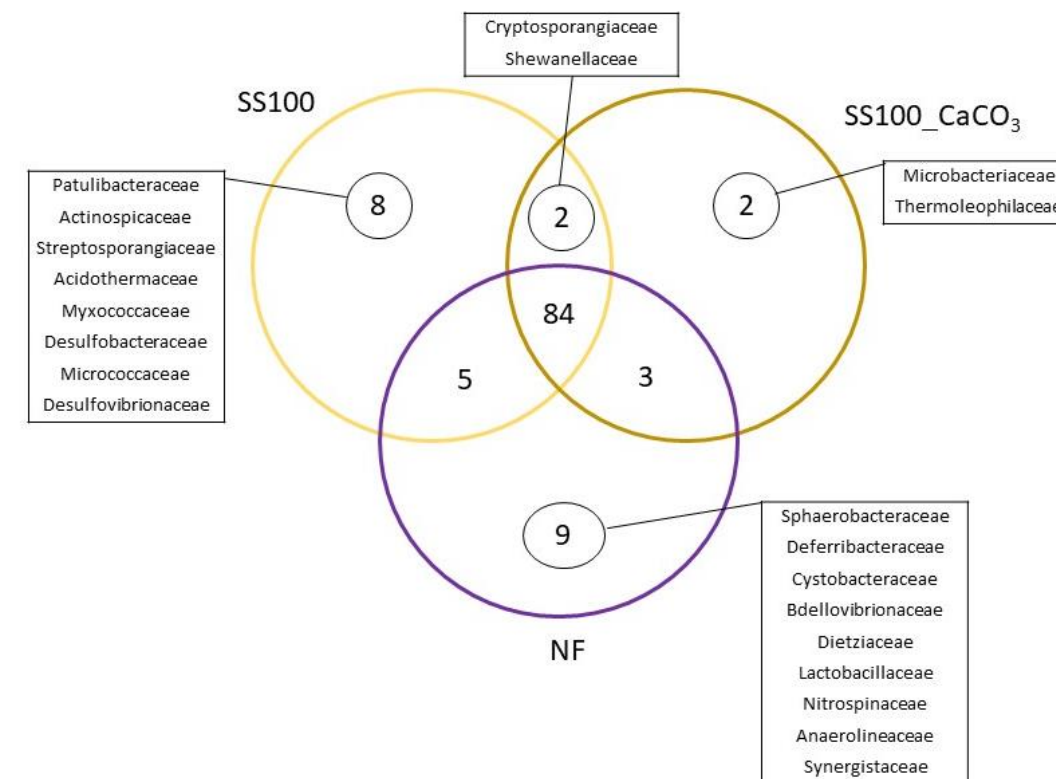 Cryptosporangiaceae
Shewanellaceae
SS100
SS100_CaCO₃
Patulibacteraceae
Actinospicaceae
Streptosporangiaceae
Acidothermaceae
Myxococcaceae
Desulfobacteraceae
Micrococcaceae
Desulfovibrionaceae
8
2
2
Microbacteriaceae
Thermoleophilaceae
84
5
3
9
NF
Sphaerobacteraceae
Deferribacteraceae
Cystobacteraceae
Bdellovibrionaceae
Dietziaceae
Lactobacillaceae
Nitrospinaceae
Anaerolineaceae
Synergistaceae